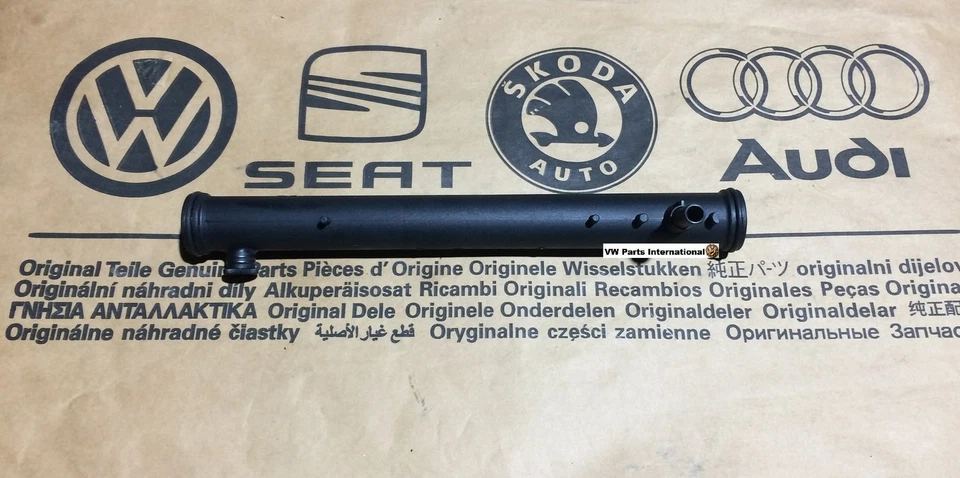 VW
SEAT
ŠKODA
AUTO
Audi
VW Parts International
Original Teile Genuin Parts Pièces d' Origine Originele Wisselstukken 純正パーツ originalni dijelov
Originální náhradní díly Alkuperäisosat Ricambi Originali Recambios Originales Peças Origina
ΓΝΗΣΙΑ ΑΝΤΑΛΛΑΚΤΙΚΑ Original Dele Originele Onderdelen Originaldeler Originaldelar 純正配
Originálne náhradné čiastky قطع غيار الأصلية Oryginalne części zamienne Оригинальные Запчас